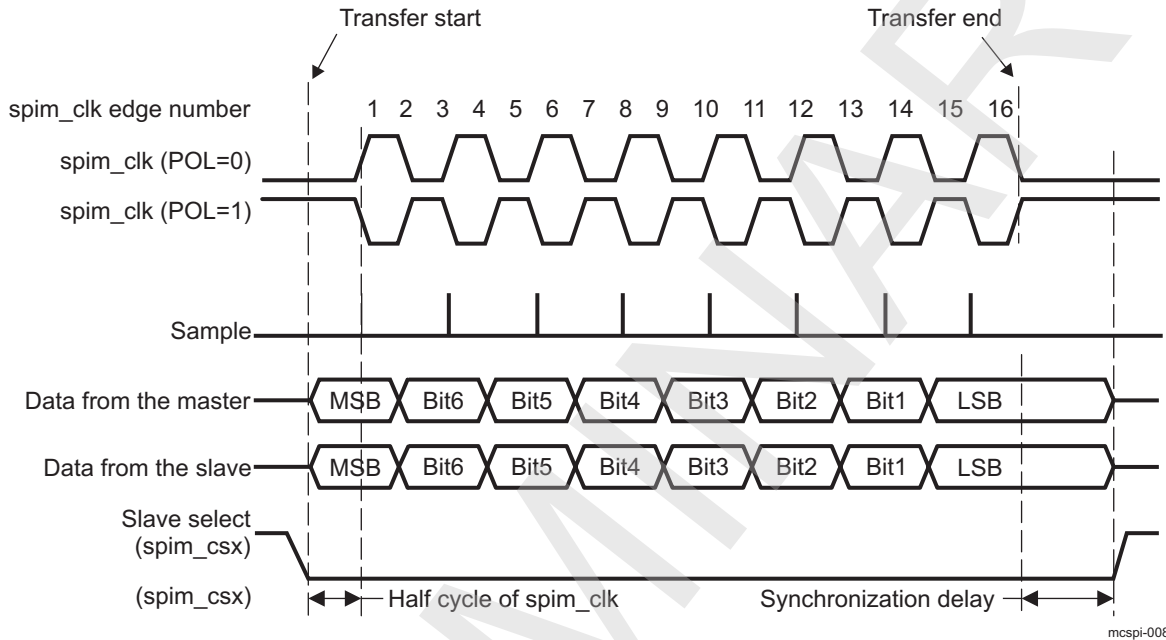 Transfer start
Transfer end
spim_clk edge number
1 2 3 4 5 6 7 8 9 10 11 12 13 14 15 16
spim_clk (POL=0)
spim_clk (POL=1)
Sample
Data from the master
MSB Bit6 Bit5 Bit4 Bit3 Bit2 Bit1 LSB
Data from the slave
MSB Bit6 Bit5 Bit4 Bit3 Bit2 Bit1 LSB
Slave select
(spim_csx)
(spim_csx)
Half cycle of spim_clk
Synchronization delay
mcspi-008
MINAR